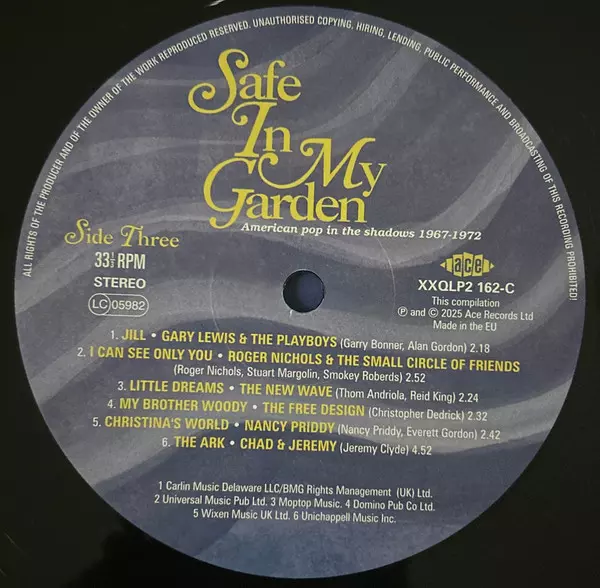 ALL RIGHTS OF THE PRODUCER AND OF THE OWNER OF THE WORK REPRODUCED RESERVED. UNAUTHORISED COPYING, HIRING, LENDING, PUBLIC PERFORMANCE AND BROADCASTING OF THIS RECORDING PROHIBITED!
Safe
In My
Garden
American pop in the shadows 1967-1972
Side Three
33⅓ RPM
STEREO
LC 05982
ace
XXQLP2 162-C
This compilation
℗ and © 2025 Ace Records Ltd
Made in the EU
1. JILL • GARY LEWIS & THE PLAYBOYS (Garry Bonner, Alan Gordon) 2.18
2. I CAN SEE ONLY YOU • ROGER NICHOLS & THE SMALL CIRCLE OF FRIENDS
(Roger Nichols, Stuart Margolin, Smokey Roberds) 2.52
3. LITTLE DREAMS • THE NEW WAVE (Thom Andriola, Reid King) 2.24
4. MY BROTHER WOODY • THE FREE DESIGN (Christopher Dedrick) 2.32
5. CHRISTINA'S WORLD • NANCY PRIDDY (Nancy Priddy, Everett Gordon) 2.42
6. THE ARK • CHAD & JEREMY (Jeremy Clyde) 4.52
1 Carlin Music Delaware LLC/BMG Rights Management (UK) Ltd.
2 Universal Music Pub Ltd. 3 Moptop Music. 4 Domino Pub Co Ltd.
5 Wixen Music UK Ltd. 6 Unichappell Music Inc.